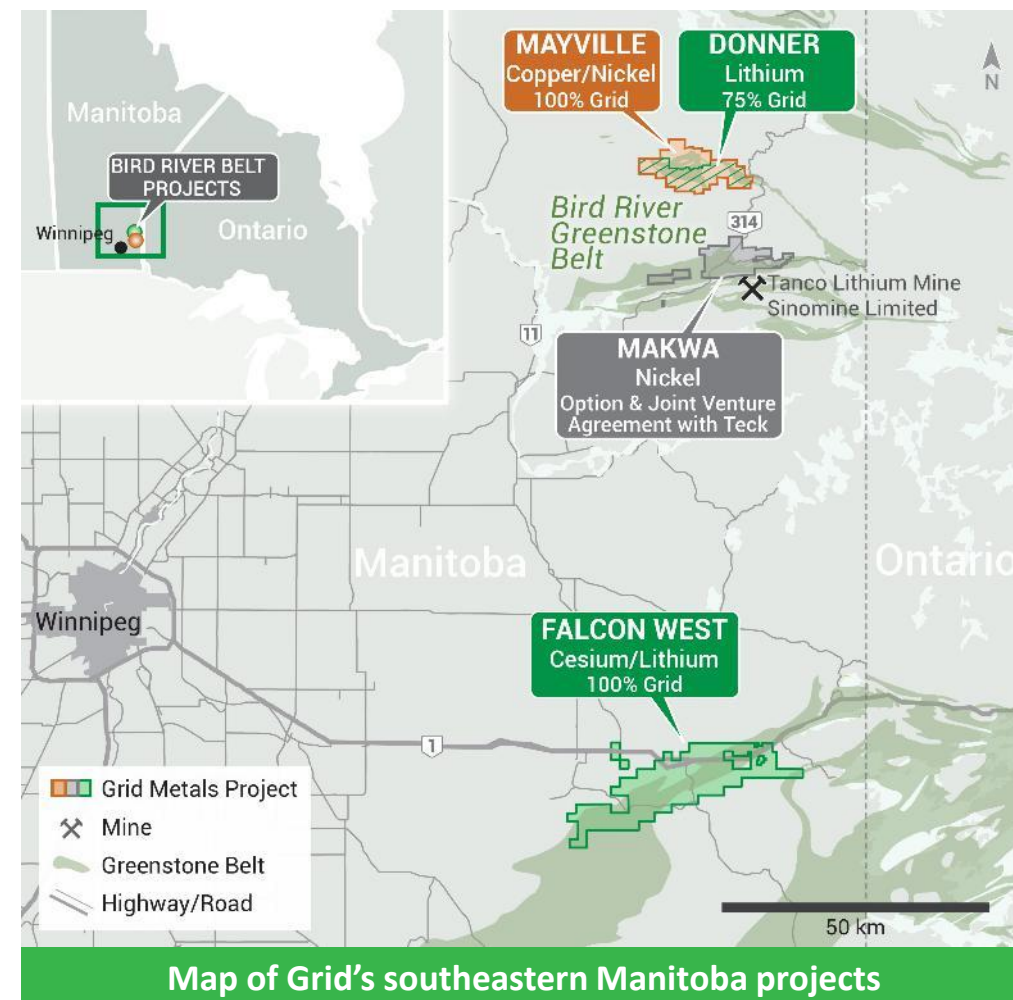 Manitoba
BIRD RIVER BELT
PROJECTS
Winnipeg
Ontario
MAYVILLE
Copper/Nickel
100% Grid
DONNER
Lithium
75% Grid
N
Bird River
Greenstone
Belt
314
Tanco Lithium Mine
Sinomine Limited
11
MAKWA
Nickel
Option & Joint Venture
Agreement with Teck
Manitoba
Ontario
Winnipeg
FALCON WEST
Cesium/Lithium
100% Grid
1
Grid Metals Project
Mine
Greenstone Belt
Highway/Road
50 km
Map of Grid's southeastern Manitoba projects